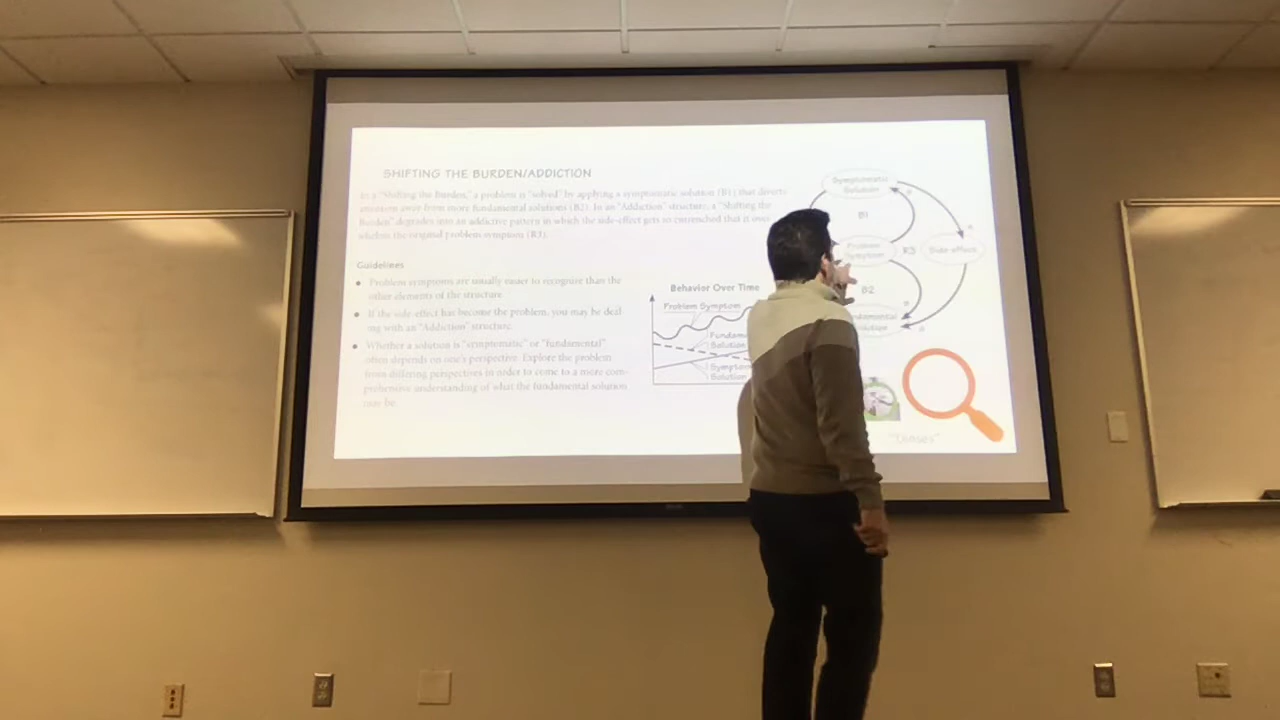 SHIFTING THE BURDEN/ADDICTION
In a "Shifting the Burden," a problem is "solved" by applying a symptomatic solution (B1) that diverts
attention away from more fundamental solutions (B2). In an "Addiction" structure, a "Shifting the
Burden" degrades into an addictive pattern in which the side-effect gets so entrenched that it over-
whelms the original problem symptom (R3).
Guidelines
• Problem symptoms are usually easier to recognize than the
other elements of the structure.
• If the side-effect has become the problem, you may be deal-
ing with an "Addiction" structure.
• Whether a solution is "symptomatic" or "fundamental"
often depends on one's perspective. Explore the problem
from differing perspectives in order to come to a more com-
prehensive understanding of what the fundamental solution
may be.
Behavior Over Time
Problem Symptom
Solution
Solution
Symptomatic
Solution
B1
Problem
Symptom
R3
Side-effect
B2